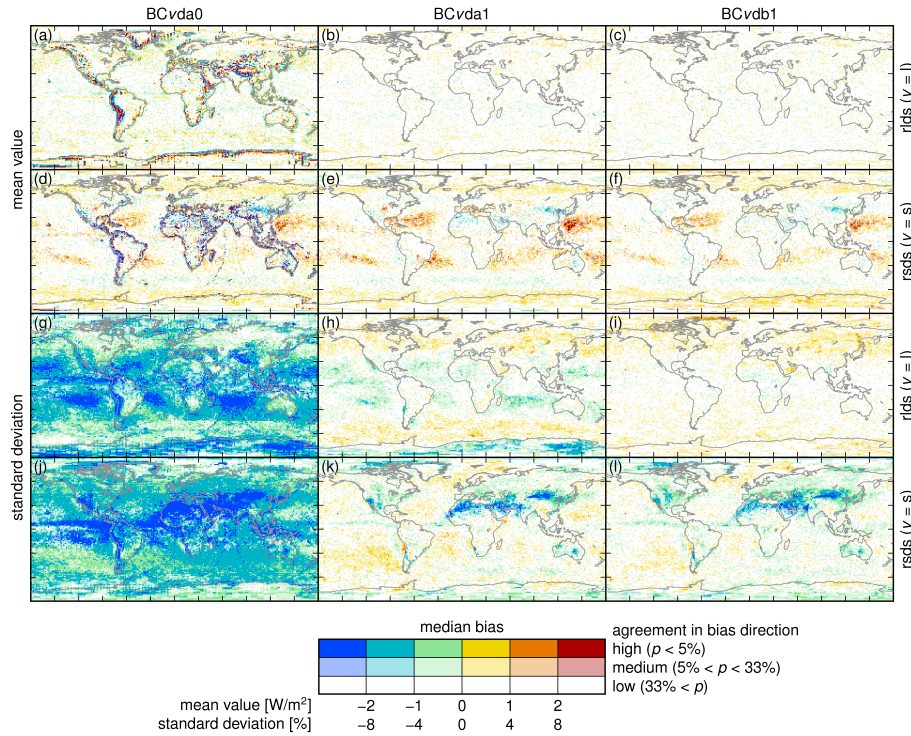 BCvda0 BCvda1 BCvdb1
(a) (b) (c)
rlds (v = l)
mean value
(d) (e) (f)
rsds (v = s)
(g) (h) (i)
rlds (v = l)
standard deviation
(j) (k) (l)
rsds (v = s)
median bias agreement in bias direction
high (p < 5%)
medium (5% < p < 33%)
low (33% < p)
mean value [W/m²] −2 −1 0 1 2
standard deviation [%] −8 −4 0 4 8